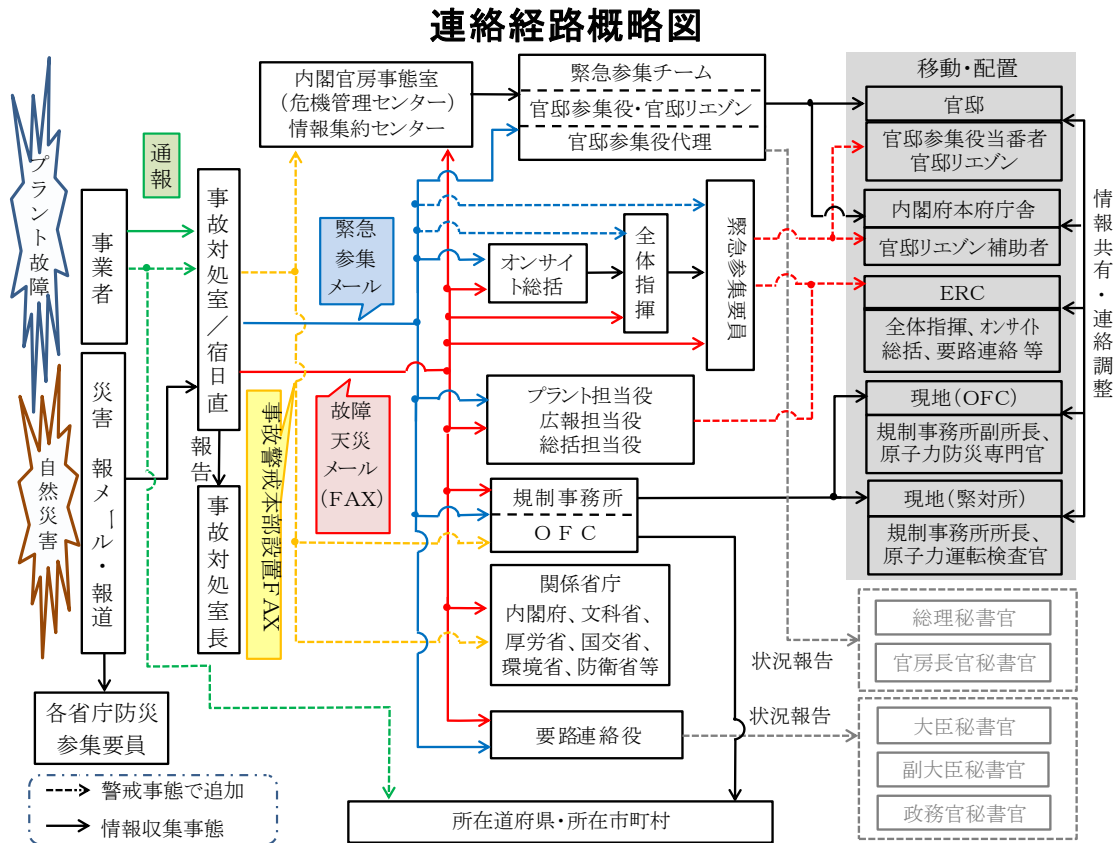 連絡経路概略図
プラント故障
自然災害
通報
事業者
災害 報メール・報道
各省庁防災
参集要員
警戒事態で追加
情報収集事態
事故対処室／宿日直
報告
事故対処室長
内閣官房事態室
(危機管理センター)
情報集約センター
緊急
参集
メール
事故警戒本部設置FAX
故障
天災
メール
(FAX)
緊急参集チーム
官邸参集役・官邸リエゾン
官邸参集役代理
オンサイ
ト総括
全体指揮
緊急参集要員
プラント担当役
広報担当役
総括担当役
規制事務所
OFC
関係省庁
内閣府、文科省、
厚労省、国交省、
環境省、防衛省等
要路連絡役
所在道府県・所在市町村
移動・配置
官邸
官邸参集役当番者
官邸リエゾン
内閣府本府庁舎
官邸リエゾン補助者
ERC
全体指揮、オンサイト
総括、要路連絡 等
現地(OFC)
規制事務所副所長、
原子力防災専門官
現地(緊対所)
規制事務所所長、
原子力運転検査官
情報共有・連絡調整
状況報告
総理秘書官
官房長官秘書官
状況報告
大臣秘書官
副大臣秘書官
政務官秘書官